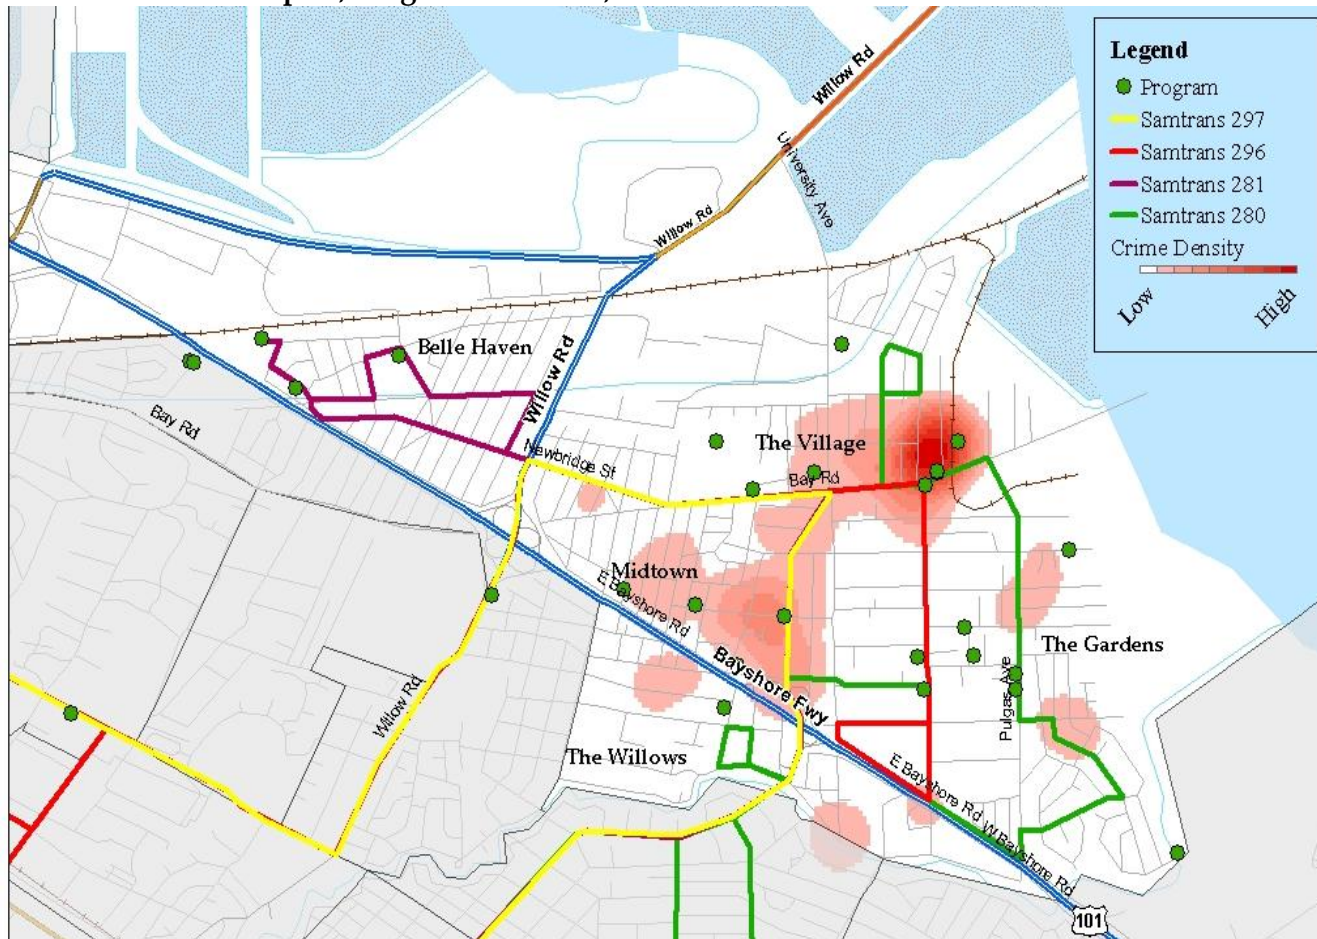 Willow Rd
University Ave
Willow Rd
Belle Haven
Willow Rd
Bay Rd
Newbridge St
The Village
Bay Rd
Midtown
E Bayshore Rd
The Gardens
Bayshore Fwy
Pulgas Ave
Willow Rd
The Willows
E Bayshore Rd
W Bayshore Rd
101
Legend
Program
Samtrans 297
Samtrans 296
Samtrans 281
Samtrans 280
Crime Density
Low
High